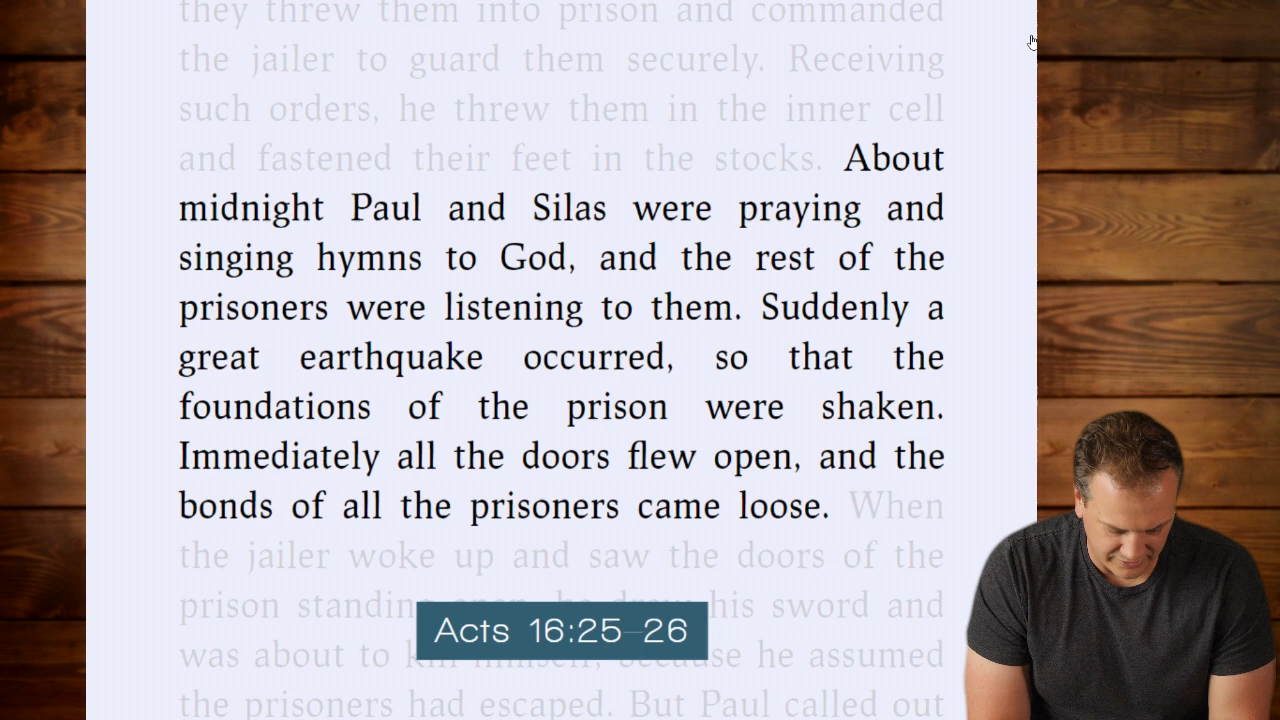 they threw them into prison and commanded
the jailer to guard them securely. Receiving
such orders, he threw them in the inner cell
and fastened their feet in the stocks. About
midnight Paul and Silas were praying and
singing hymns to God, and the rest of the
prisoners were listening to them. Suddenly a
great earthquake occurred, so that the
foundations of the prison were shaken.
Immediately all the doors flew open, and the
bonds of all the prisoners came loose. When
the jailer woke up and saw the doors of the
prison standing open, he drew his sword and
Acts 16:25–26
was about to kill himself, because he assumed
the prisoners had escaped. But Paul called out